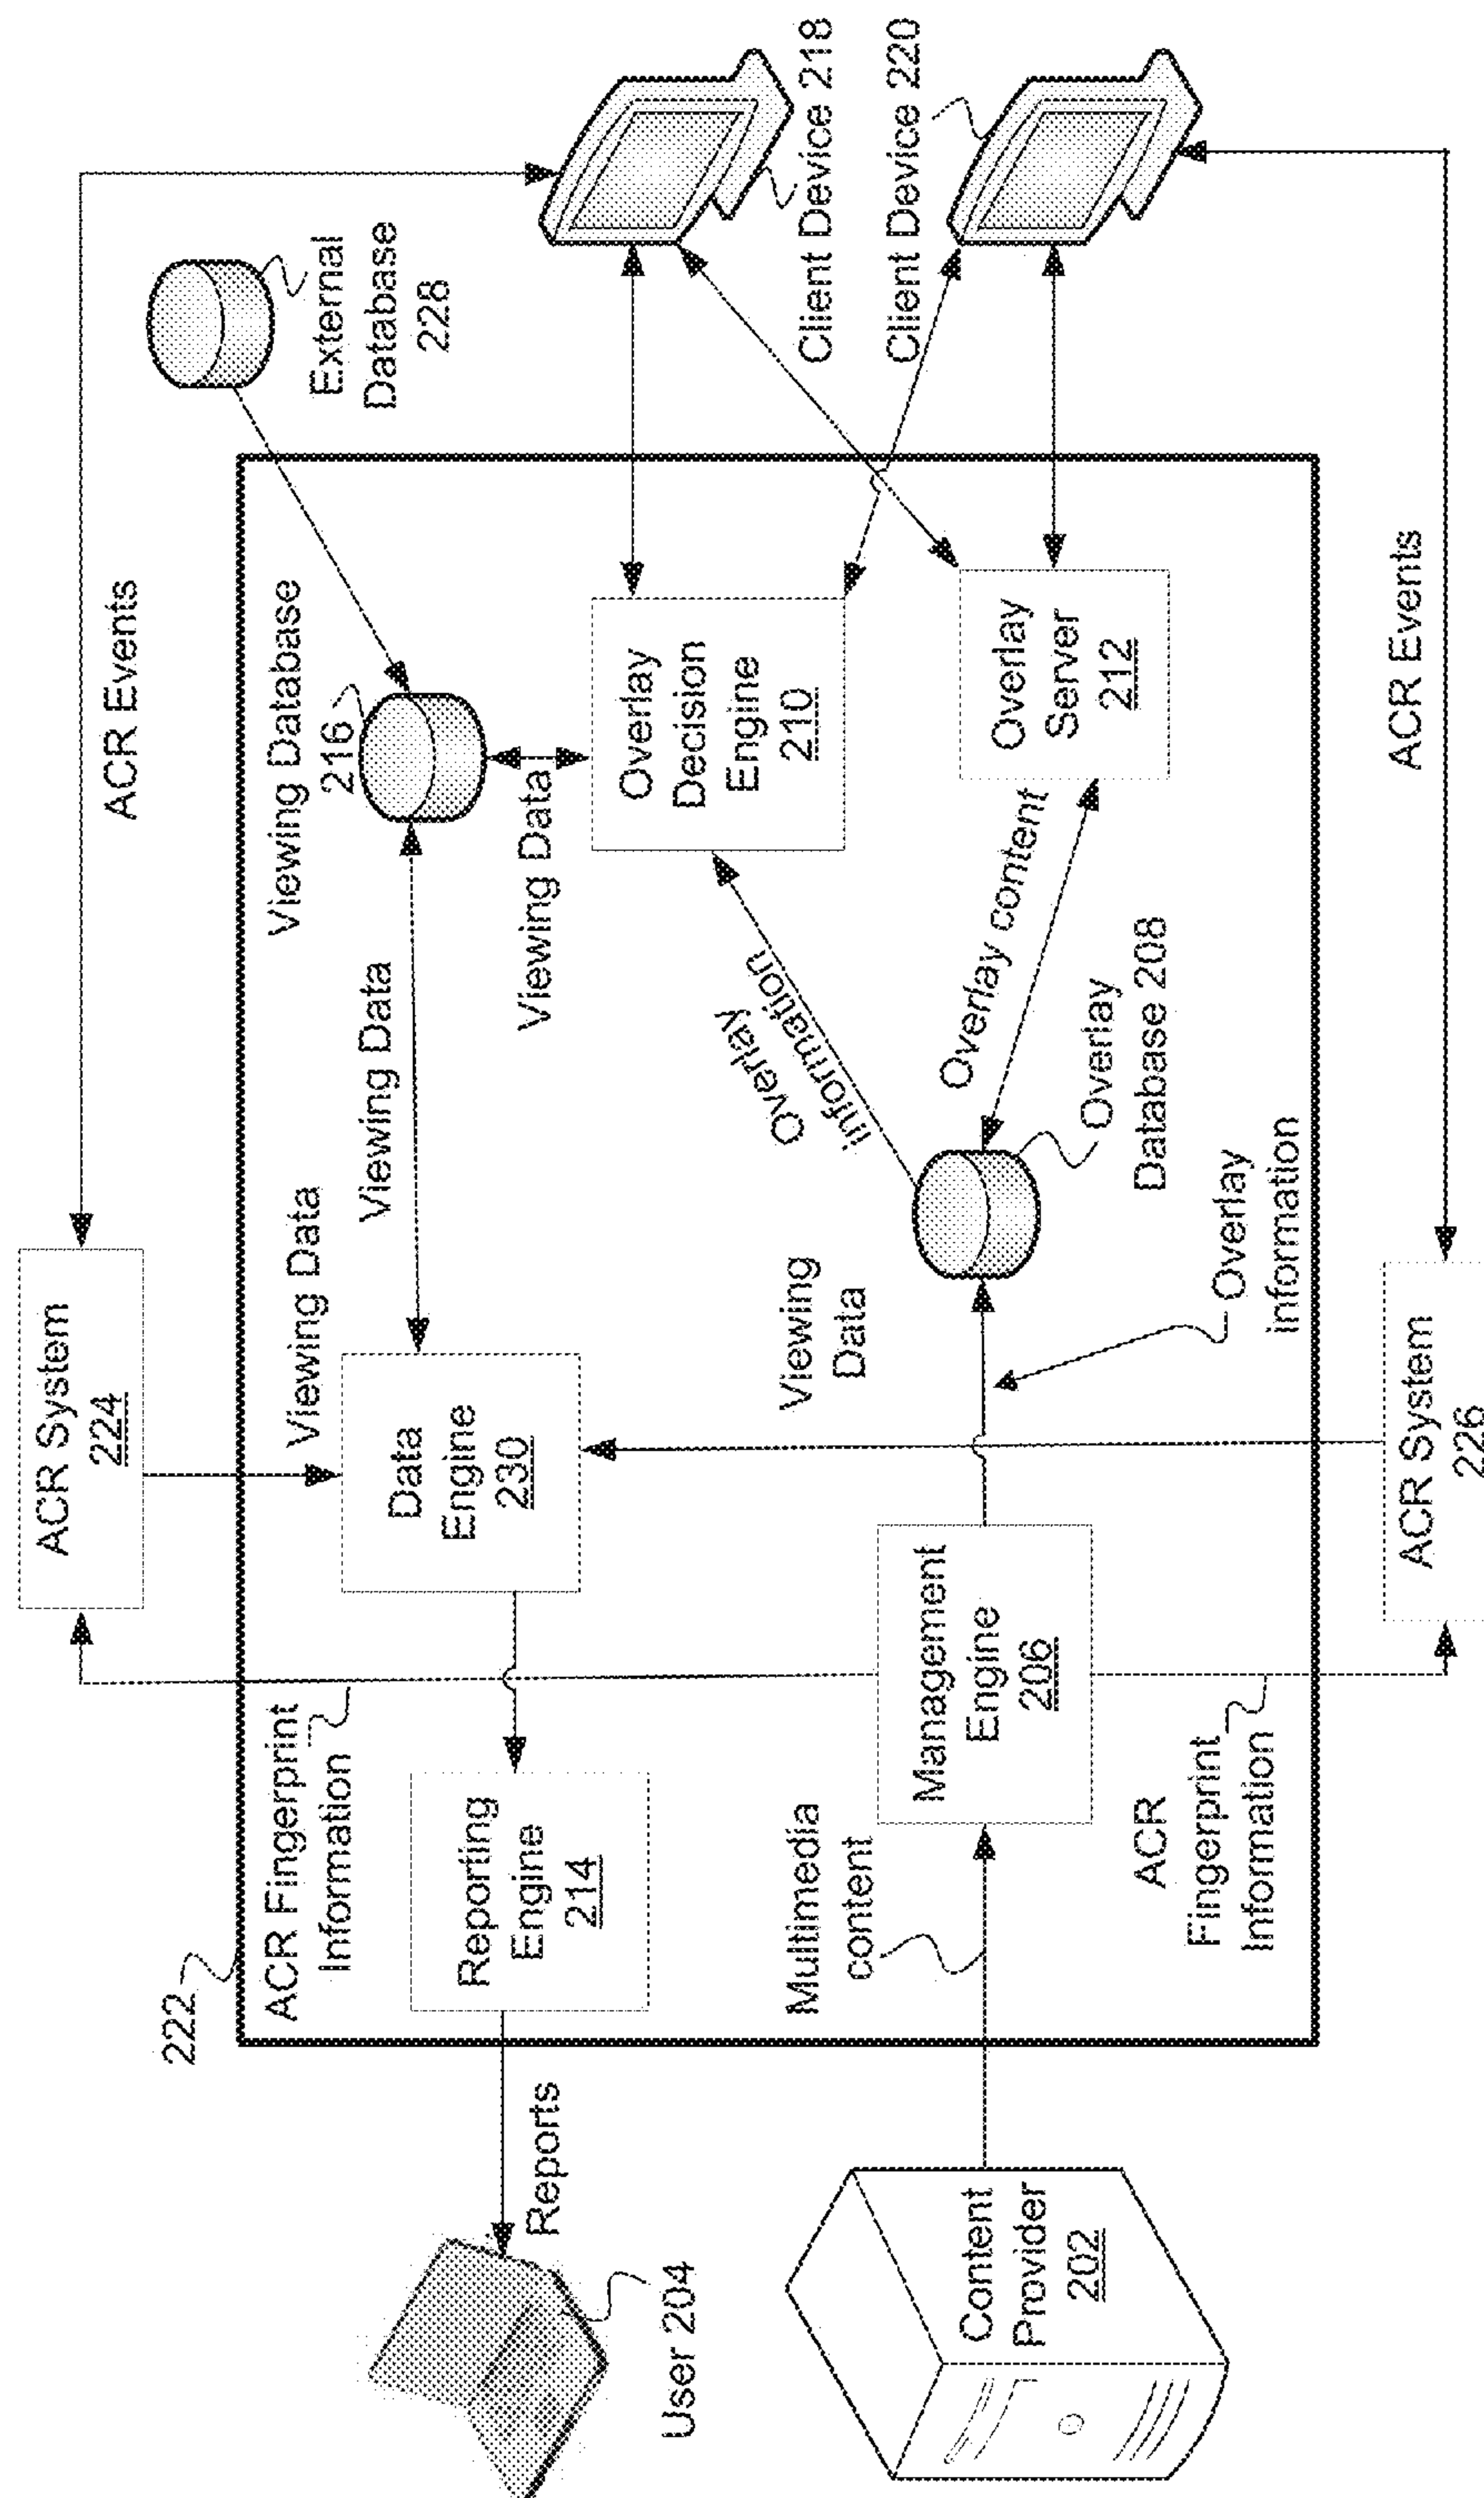 ACR System
224
ACR Events
External
Database
228
222
ACR Fingerprint
Information
Viewing Data
Viewing Data
Viewing Database
216
Data
Engine
230
Reporting
Engine
214
Reports
User 204
Viewing Data
Overlay
Decision
Engine
210
Client Device 218
Client Device 220
Overlay
information
Viewing
Data
Multimedia
content
Content
Provider
202
Management
Engine
206
Overlay content
Overlay
Server
212
Overlay
Database 208
Overlay
information
ACR
Fingerprint
Information
ACR Events
ACR System
226